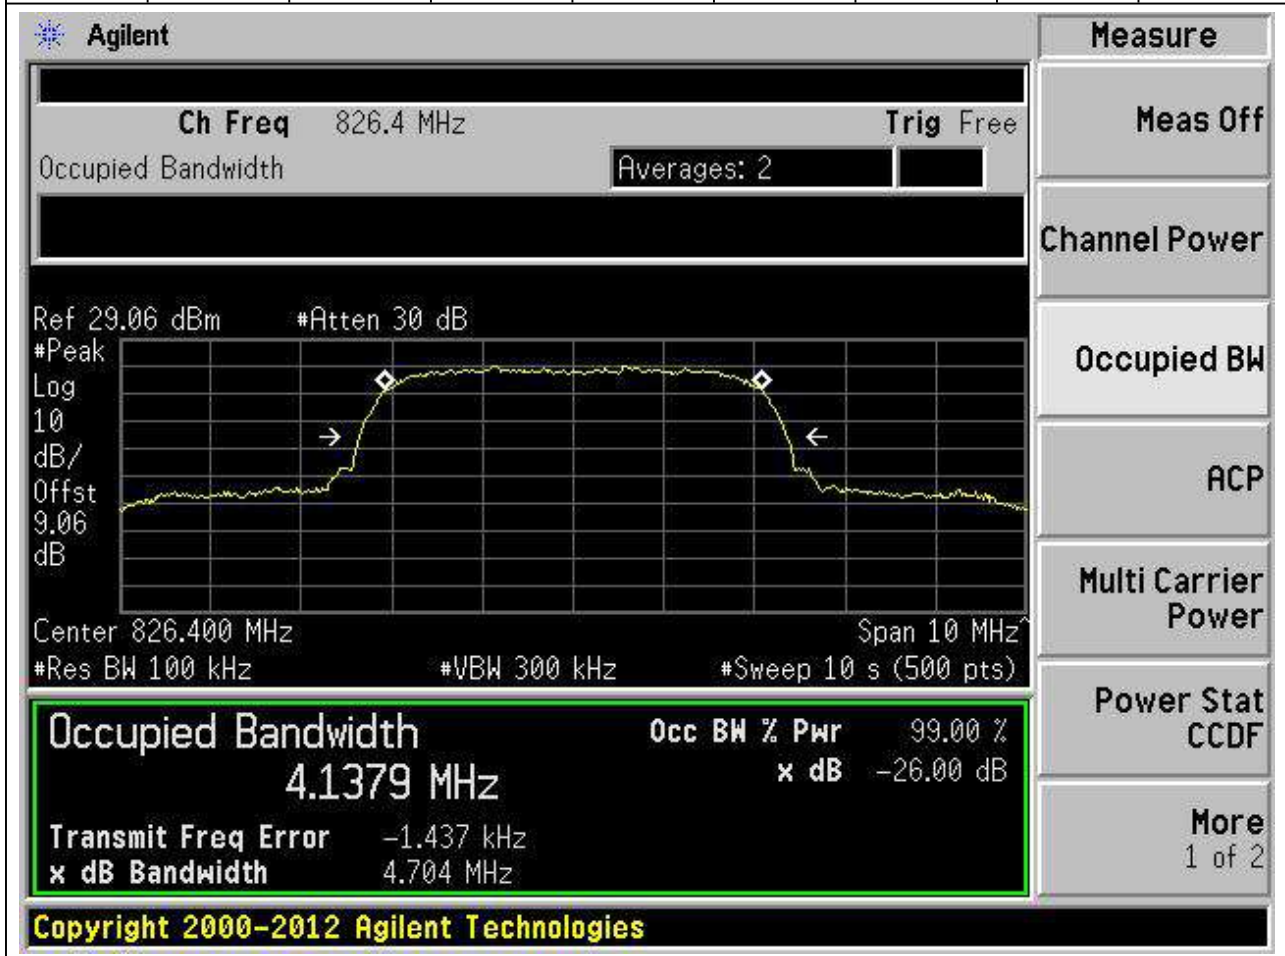 Agilent
Measure
Ch Freq 826.4 MHz Trig Free
Occupied Bandwidth Averages: 2
Ref 29.06 dBm #Atten 30 dB
#Peak
Log
10
dB/
Offst
9.06
dB
Center 826.400 MHz Span 10 MHz^
#Res BW 100 kHz #VBW 300 kHz #Sweep 10 s (500 pts)
Occupied Bandwidth Occ BW % Pwr 99.00 %
4.1379 MHz x dB -26.00 dB
Transmit Freq Error -1.437 kHz
x dB Bandwidth 4.704 MHz
Meas Off
Channel Power
Occupied BW
ACP
Multi Carrier
Power
Power Stat
CCDF
More
1 of 2
Copyright 2000-2012 Agilent Technologies